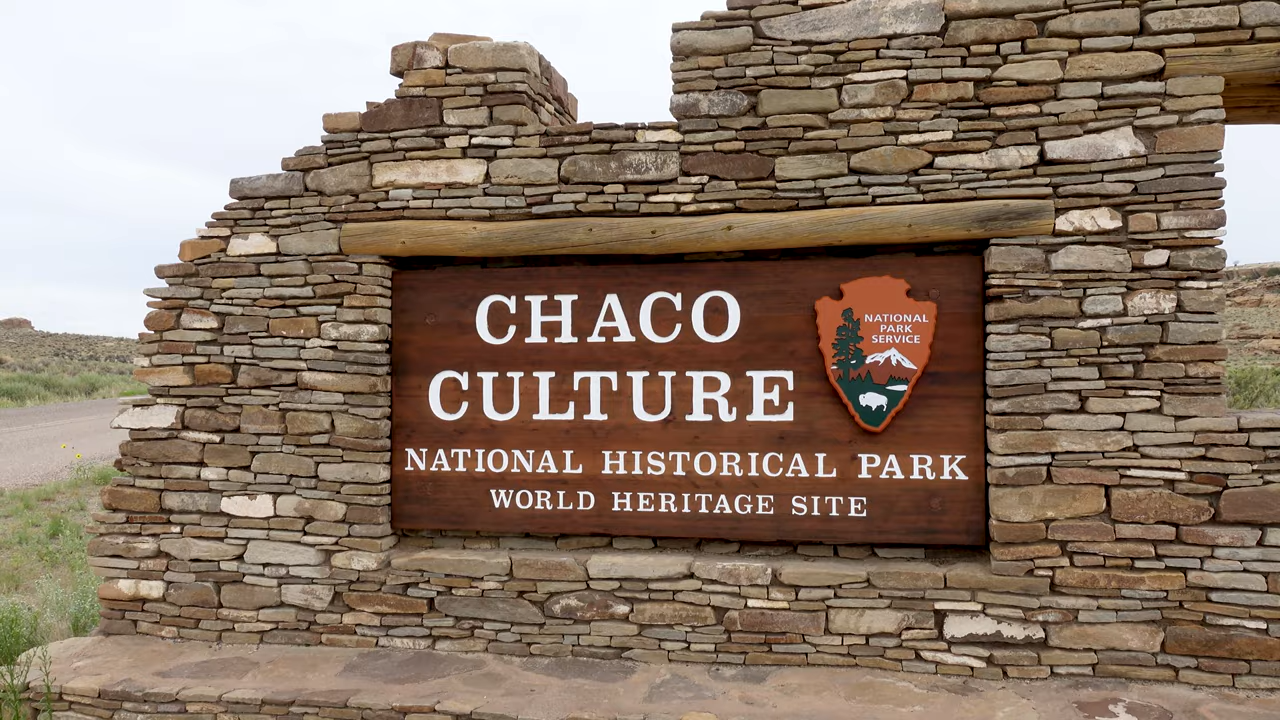 CHACO
CULTURE
NATIONAL HISTORICAL PARK
WORLD HERITAGE SITE
NATIONAL
PARK
SERVICE